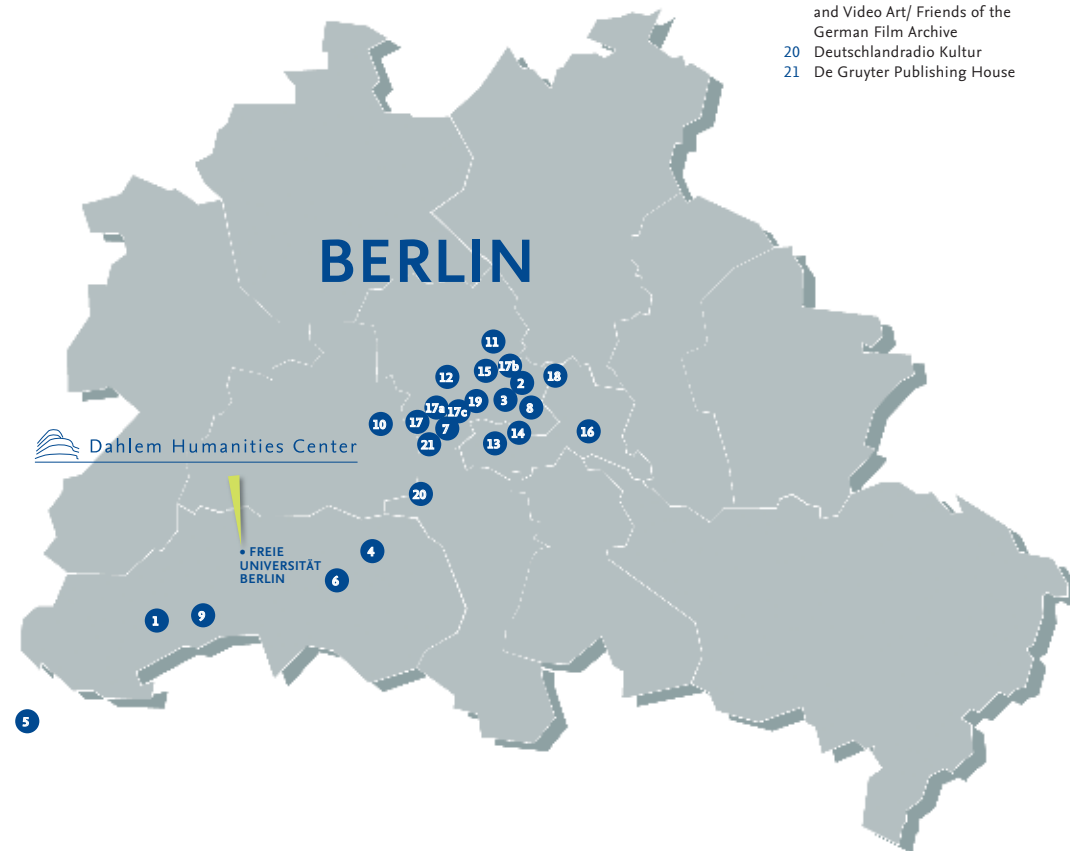 and Video Art/ Friends of the
German Film Archive
20 Deutschlandradio Kultur
21 De Gruyter Publishing House
BERLIN
11
15
17b
12
18
2
19
3
17a
17c
8
10
17
7
14
16
21
13
Dahlem Humanities Center
20
4
• FREIE
UNIVERSITÄT
BERLIN
6
1
9
5